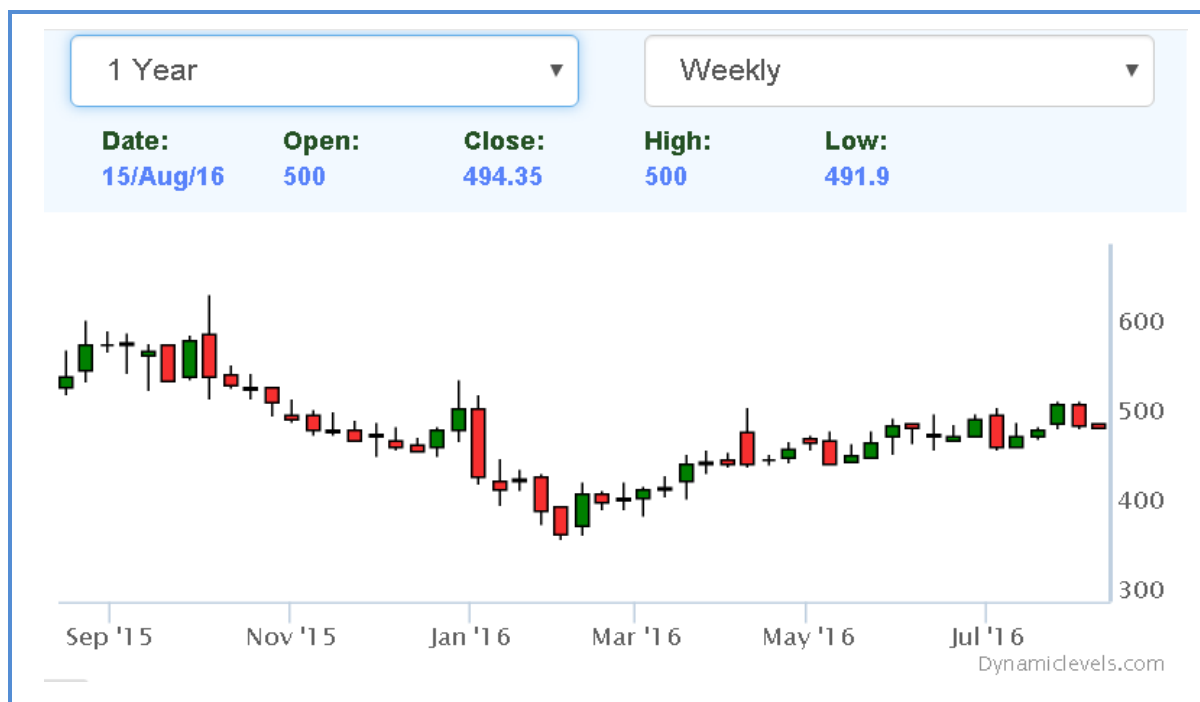 1 Year Weekly
Date: Open: Close: High: Low:
15/Aug/16 500 494.35 500 491.9
600
500
400
300
Sep '15 Nov '15 Jan '16 Mar '16 May '16 Jul '16
Dynamiclevels.com